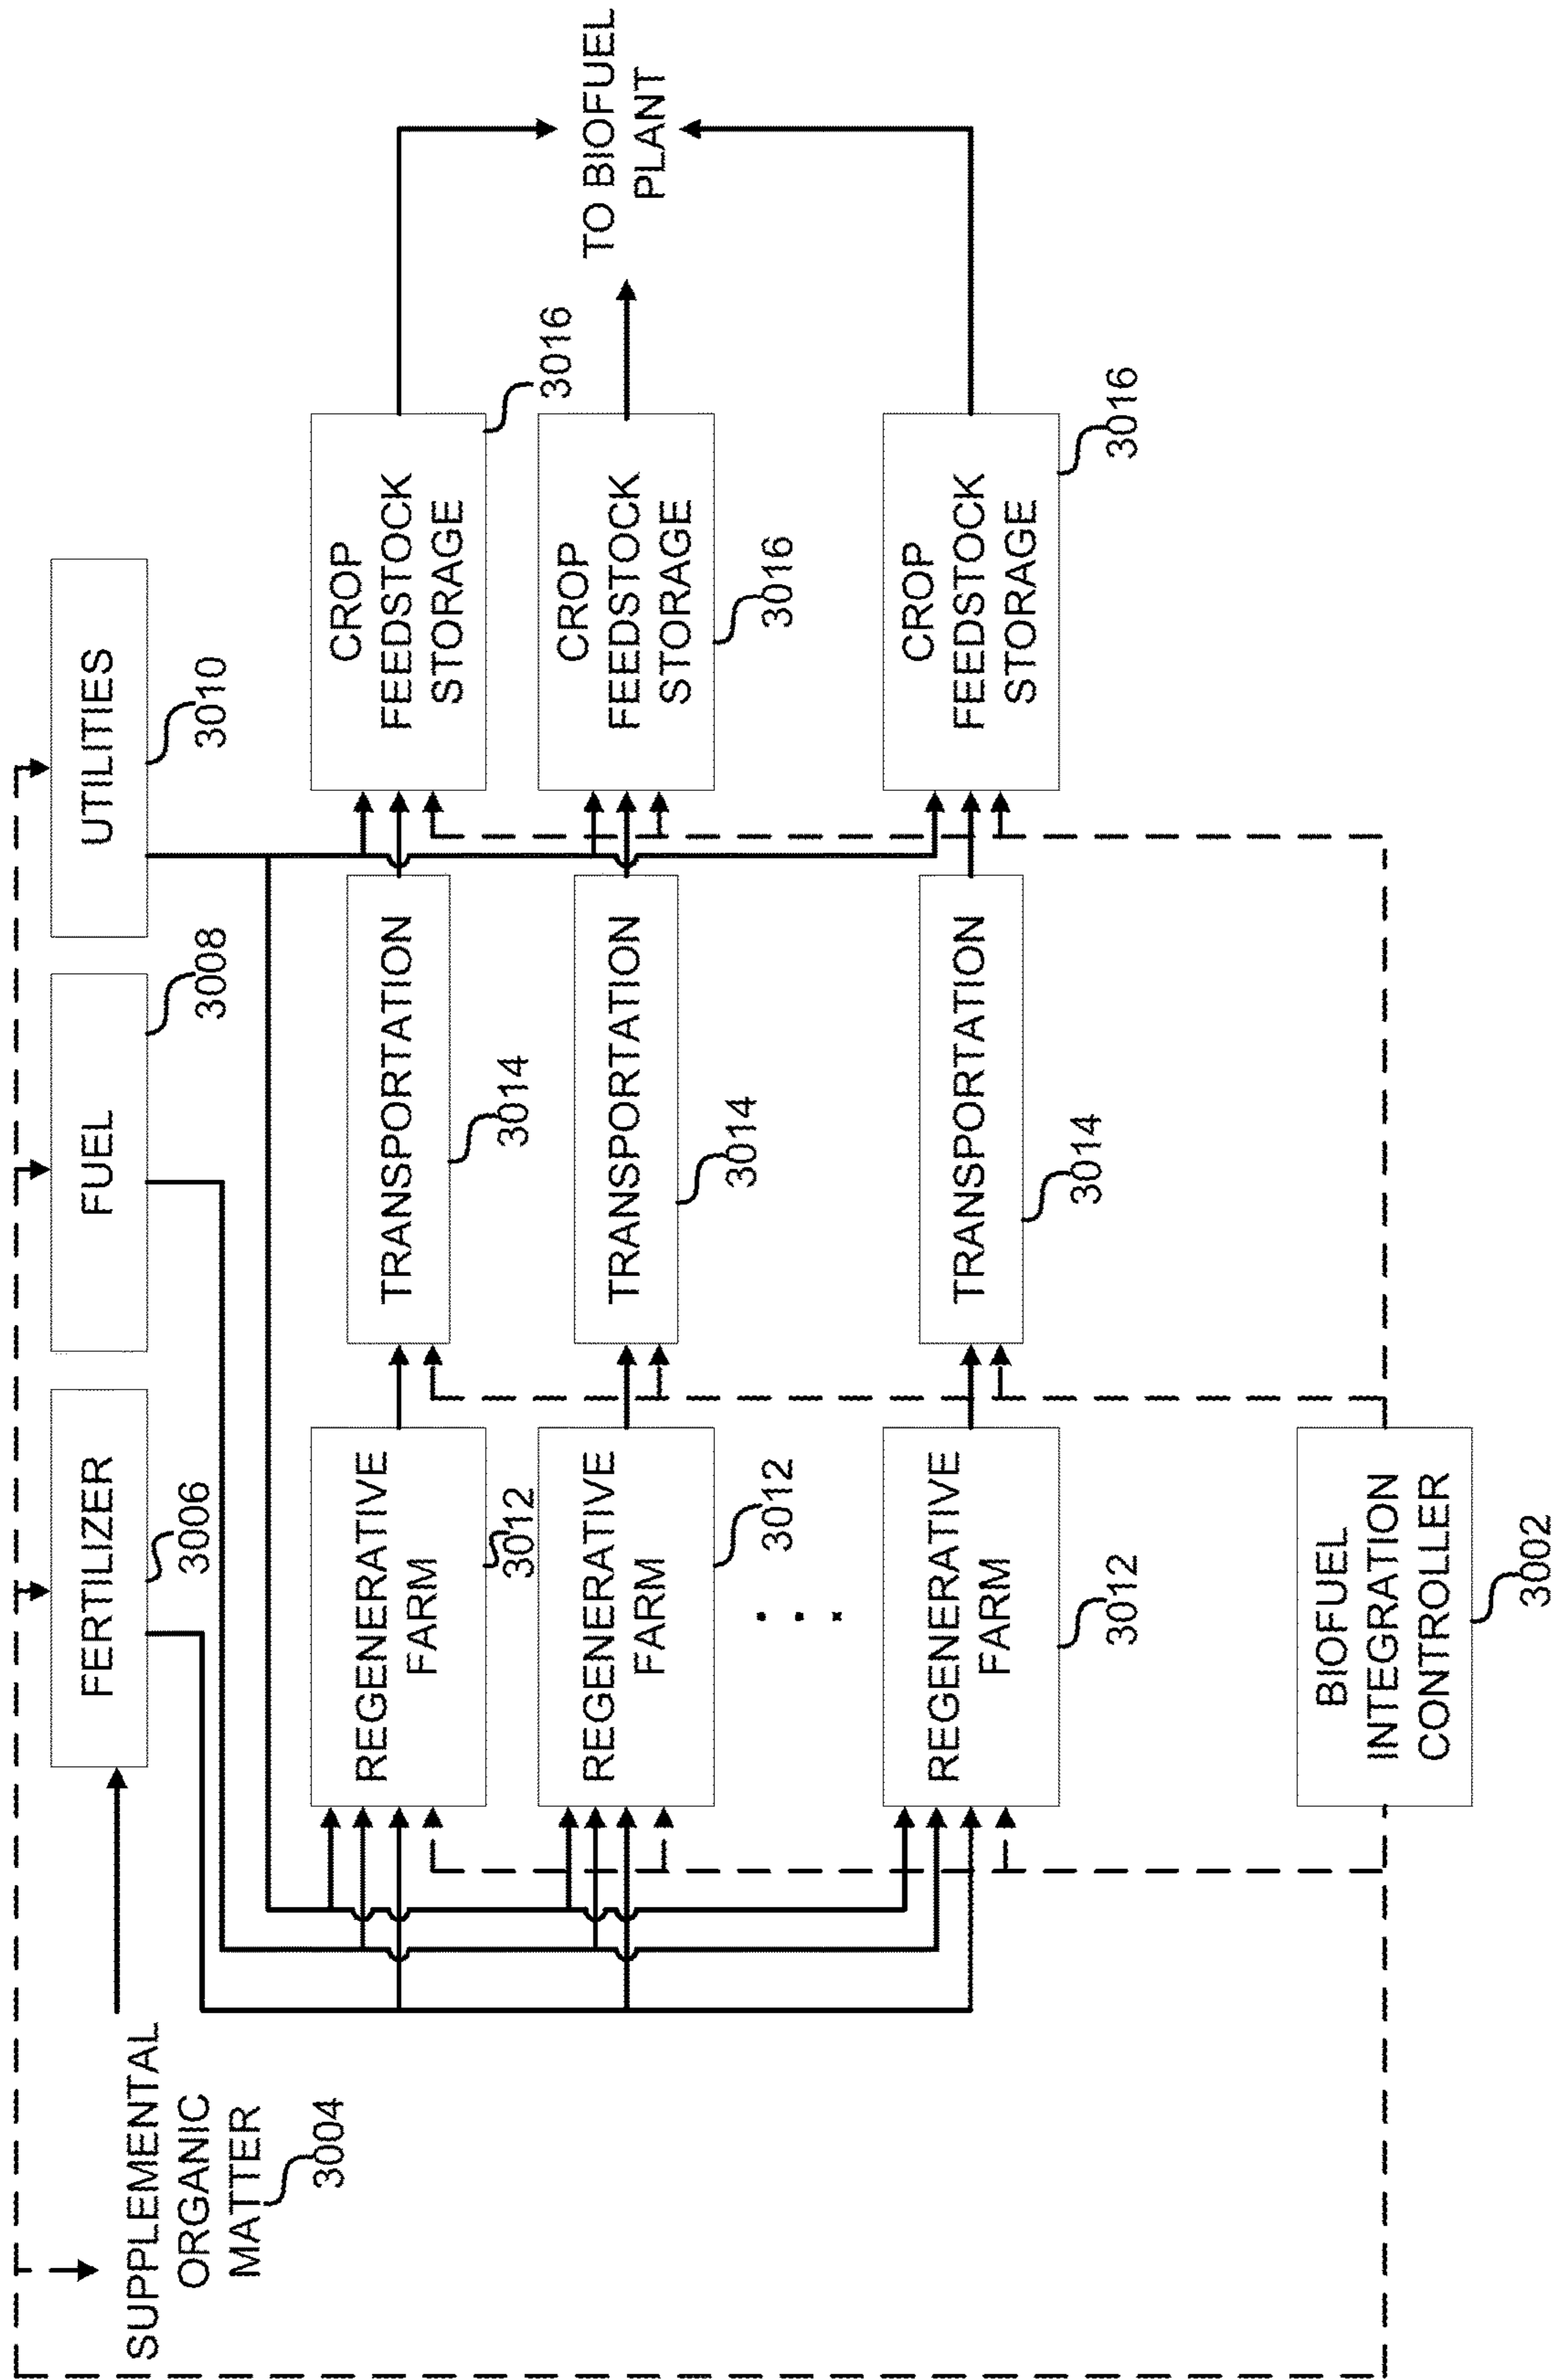 SUPPLEMENTAL
ORGANIC
MATTER
3004
FERTILIZER
3006
FUEL
3008
UTILITIES
3010
REGENERATIVE
FARM
3012
TRANSPORTATION
3014
CROP
FEEDSTOCK
STORAGE
3016
REGENERATIVE
FARM
3012
TRANSPORTATION
3014
CROP
FEEDSTOCK
STORAGE
3016
TO BIOFUEL
PLANT
REGENERATIVE
FARM
3012
TRANSPORTATION
3014
CROP
FEEDSTOCK
STORAGE
3016
BIOFUEL
INTEGRATION
CONTROLLER
3002